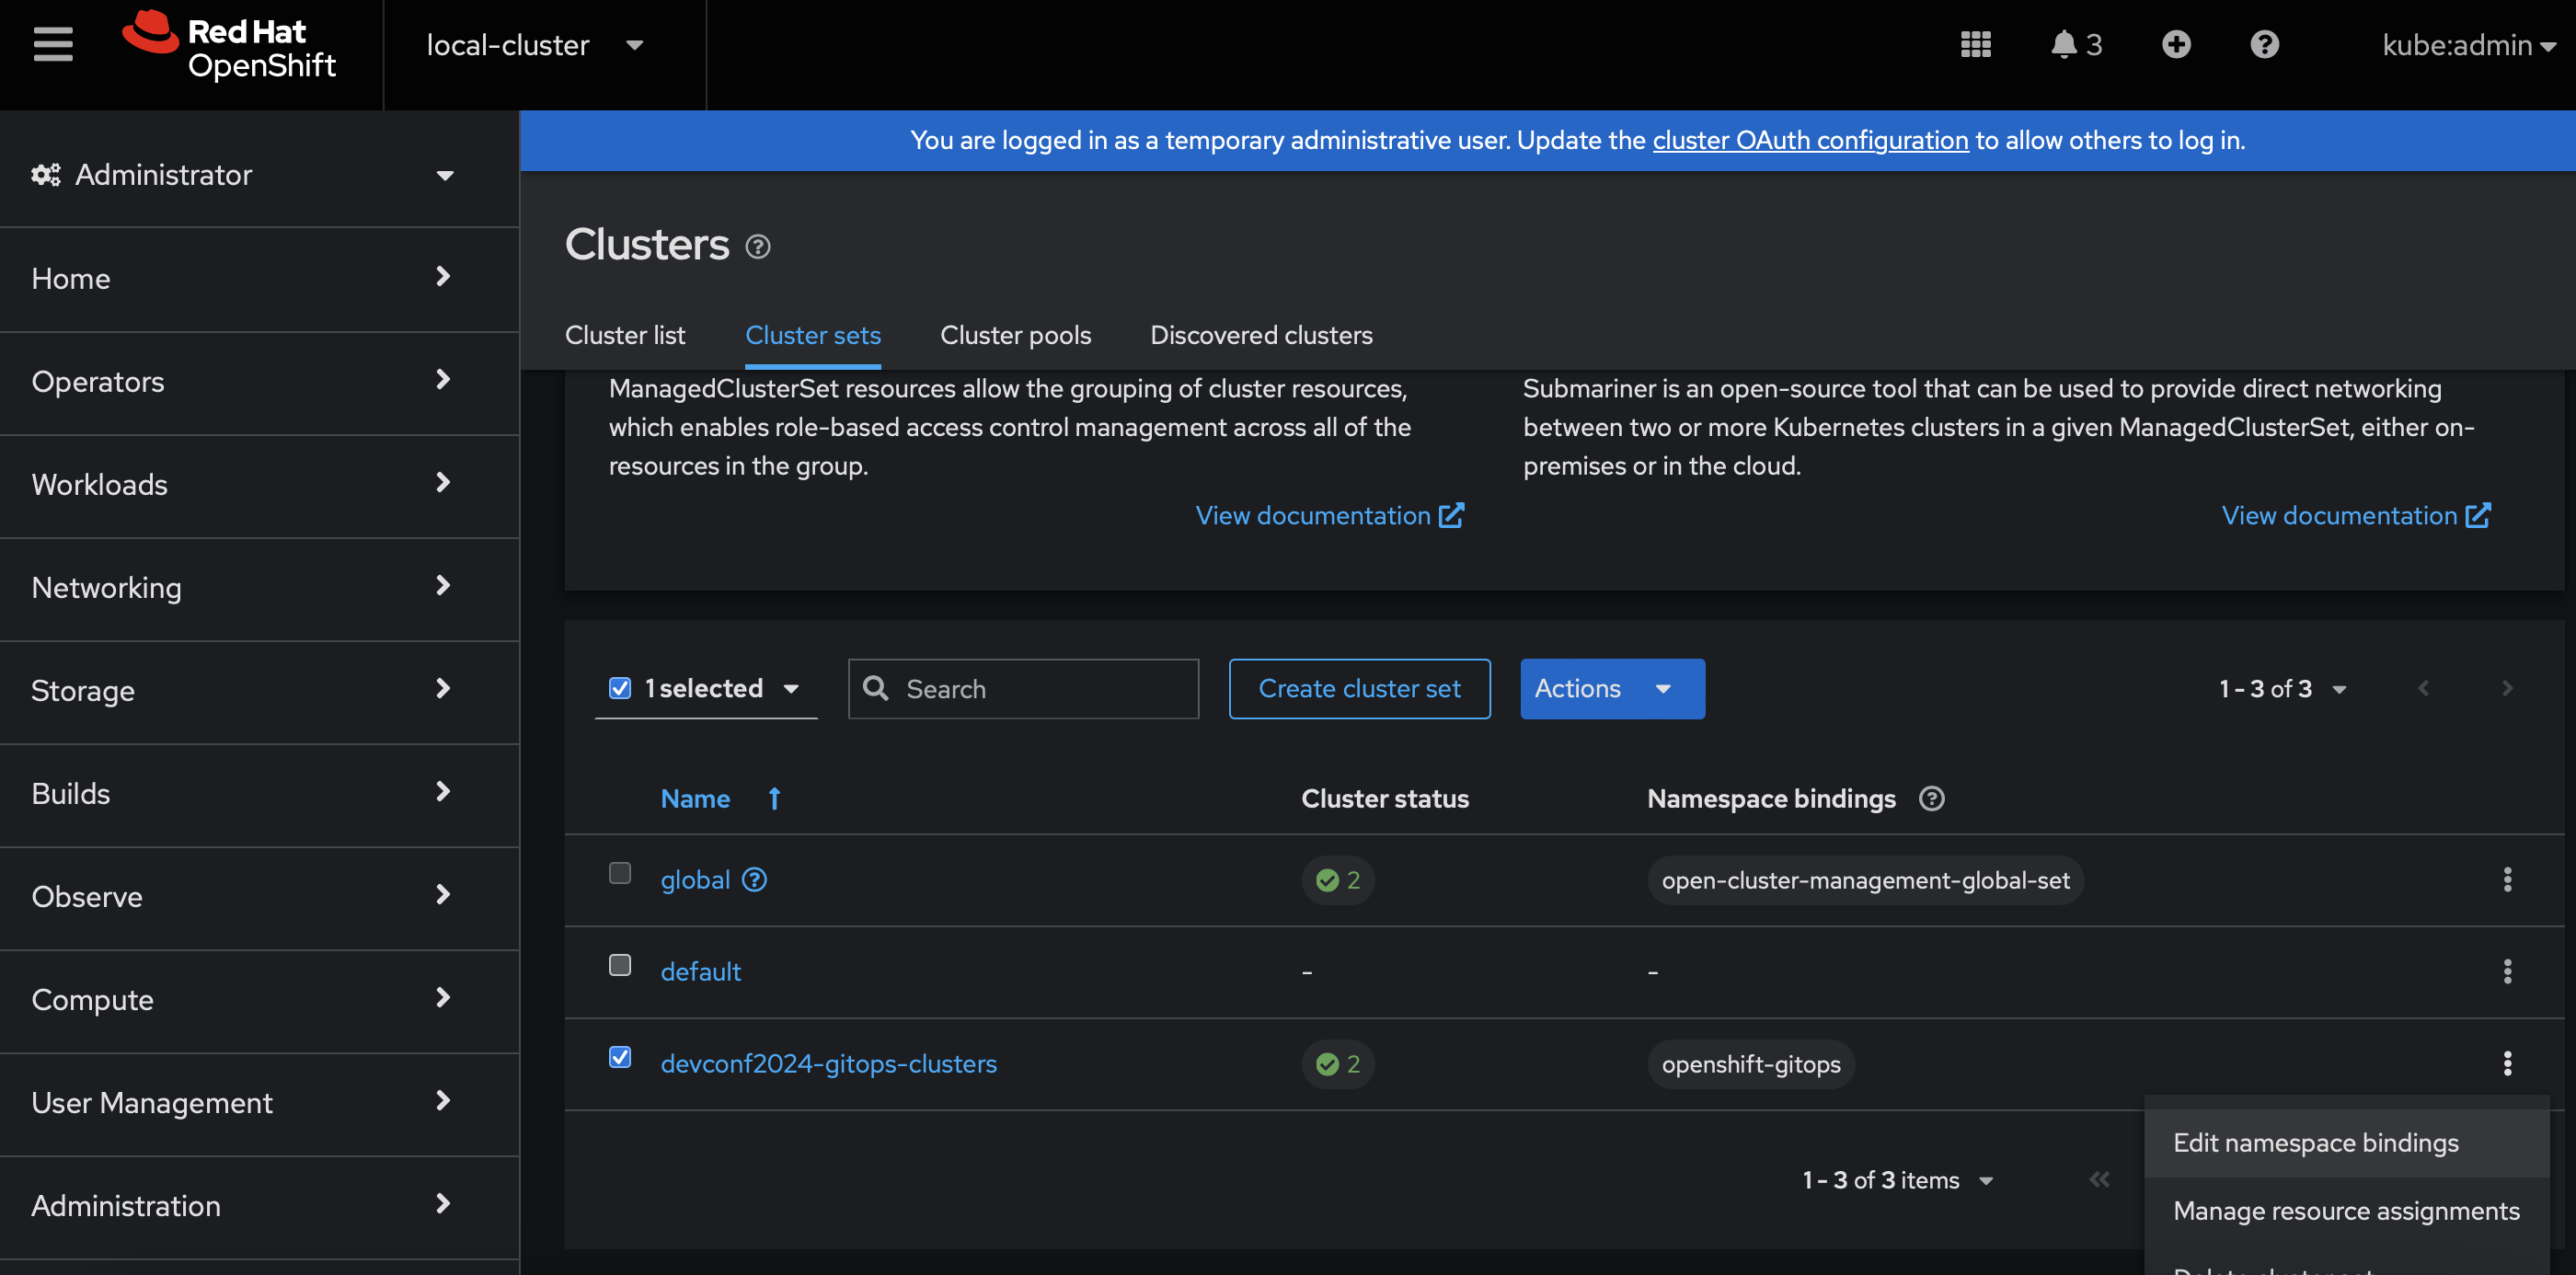 Red Hat
OpenShift
local-cluster
3
kube:admin
You are logged in as a temporary administrative user. Update the cluster OAuth configuration to allow others to log in.
Administrator
Home
Operators
Workloads
Networking
Storage
Builds
Observe
Compute
User Management
Administration
Clusters
Cluster list
Cluster sets
Cluster pools
Discovered clusters
ManagedClusterSet resources allow the grouping of cluster resources,
which enables role-based access control management across all of the
resources in the group.
View documentation
Submariner is an open-source tool that can be used to provide direct networking
between two or more Kubernetes clusters in a given ManagedClusterSet, either on-
premises or in the cloud.
View documentation
1 selected
Search
Create cluster set
Actions
1 - 3 of 3
Name
Cluster status
Namespace bindings
global
2
open-cluster-management-global-set
default
-
-
devconf2024-gitops-clusters
2
openshift-gitops
1 - 3 of 3 items
Edit namespace bindings
Manage resource assignments